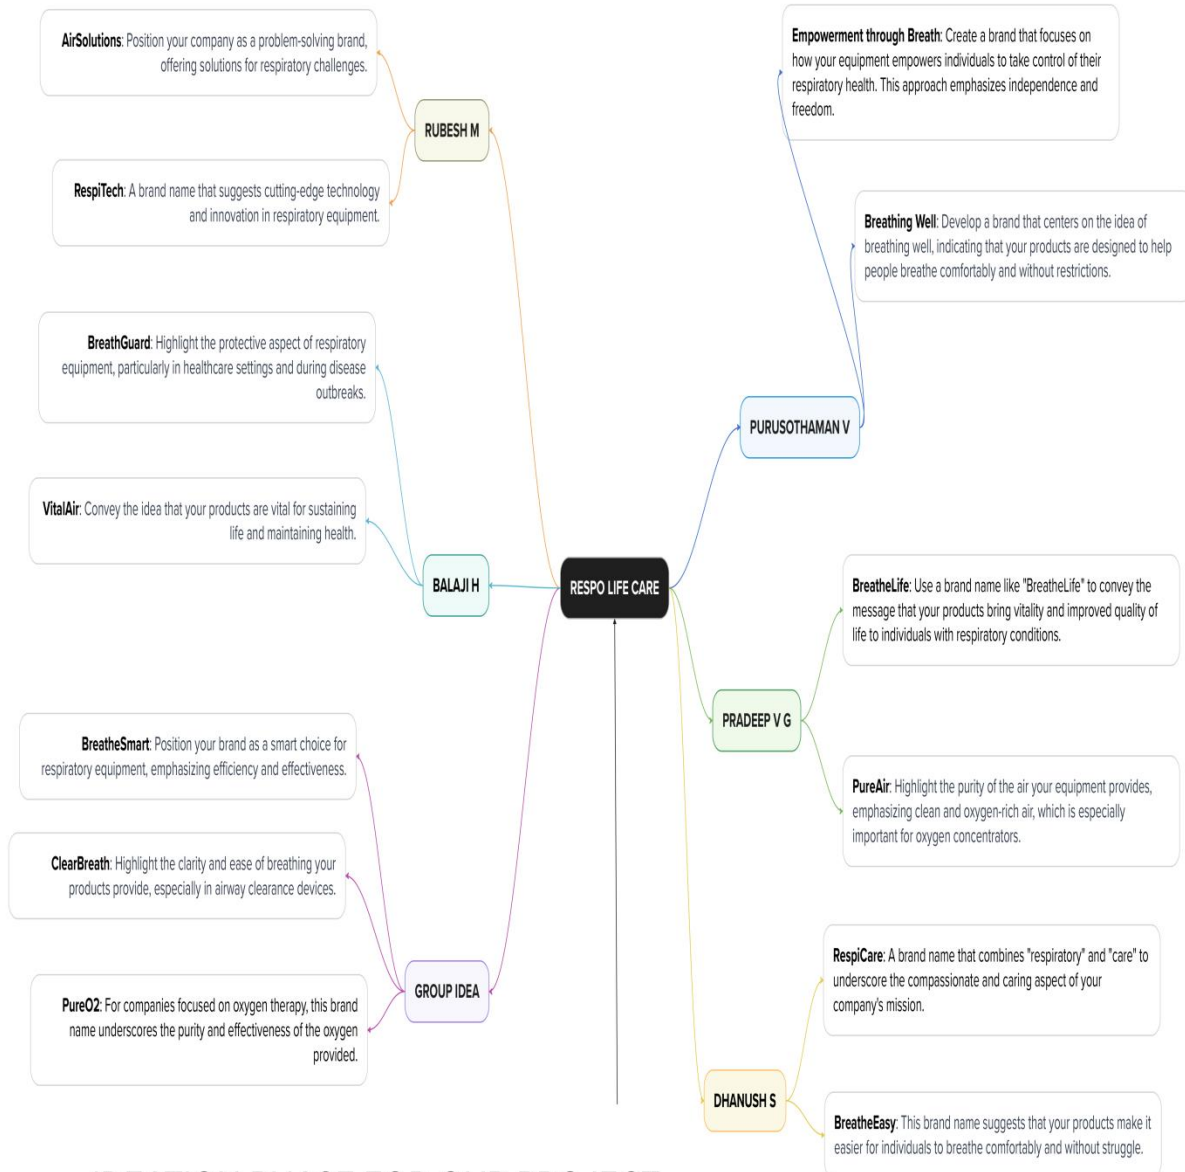 AirSolutions: Position your company as a problem-solving brand,
offering solutions for respiratory challenges.
RUBESH M
RespiTech: A brand name that suggests cutting-edge technology
and innovation in respiratory equipment.
BreathGuard: Highlight the protective aspect of respiratory
equipment, particularly in healthcare settings and during disease
outbreaks.
VitalAir: Convey the idea that your products are vital for sustaining
life and maintaining health.
BALAJI H
RESPO LIFE CARE
BreatheSmart: Position your brand as a smart choice for
respiratory equipment, emphasizing efficiency and effectiveness.
ClearBreath: Highlight the clarity and ease of breathing your
products provide, especially in airway clearance devices.
GROUP IDEA
PureO2: For companies focused on oxygen therapy, this brand
name underscores the purity and effectiveness of the oxygen
provided.
Empowerment through Breath: Create a brand that focuses on
how your equipment empowers individuals to take control of their
respiratory health. This approach emphasizes independence and
freedom.
Breathing Well: Develop a brand that centers on the idea of
breathing well, indicating that your products are designed to help
people breathe comfortably and without restrictions.
PURUSOTHAMAN V
BreatheLife: Use a brand name like "BreatheLife" to convey the
message that your products bring vitality and improved quality of
life to individuals with respiratory conditions.
PRADEEP V G
PureAir: Highlight the purity of the air your equipment provides,
emphasizing clean and oxygen-rich air, which is especially
important for oxygen concentrators.
RespiCare: A brand name that combines "respiratory" and "care" to
underscore the compassionate and caring aspect of your
company's mission.
DHANUSH S
BreatheEasy: This brand name suggests that your products make it
easier for individuals to breathe comfortably and without struggle.
IDEATION PHASE FOR OUR PROJECT